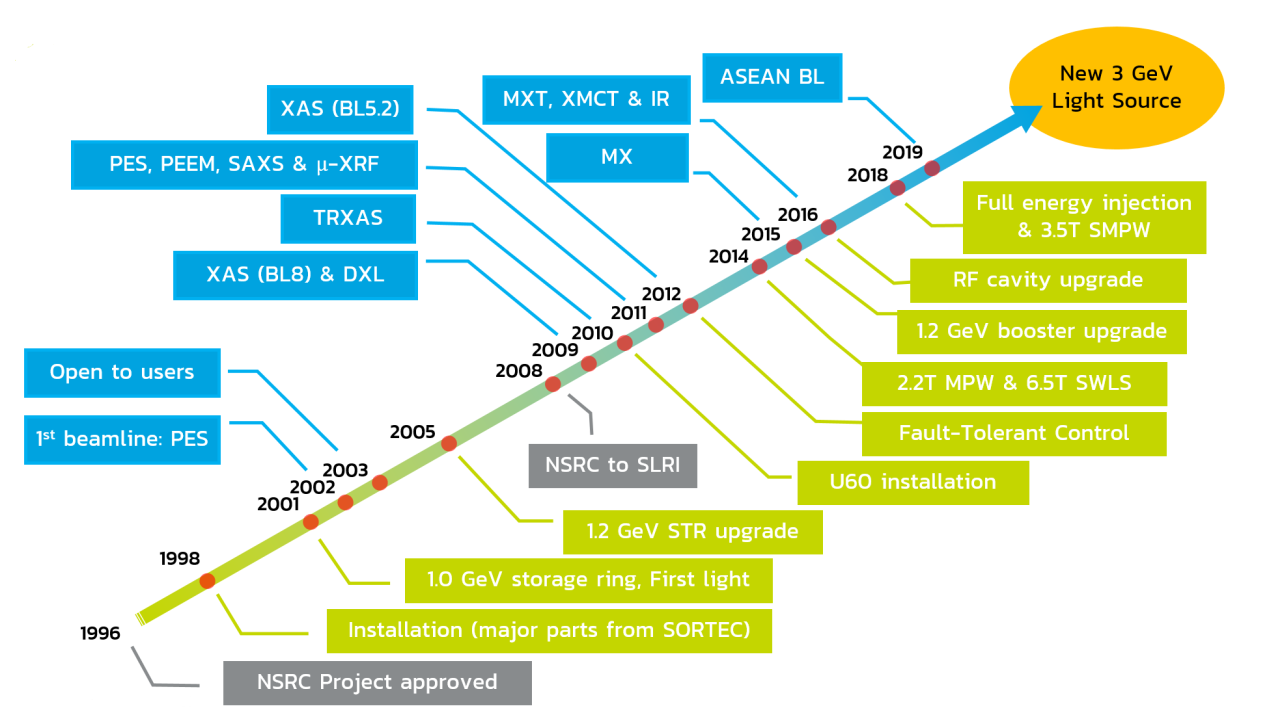 New 3 GeV
Light Source
ASEAN BL
MXT, XMCT & IR
XAS (BL5.2)
MX
PES, PEEM, SAXS & µ-XRF
TRXAS
XAS (BL8) & DXL
Open to users
1st beamline: PES
2019
2018
2016
2015
2014
2012
2011
2010
2009
2008
2005
2003
2002
2001
1998
1996
Full energy injection
& 3.5T SMPW
RF cavity upgrade
1.2 GeV booster upgrade
2.2T MPW & 6.5T SWLS
Fault-Tolerant Control
NSRC to SLRI
U60 installation
1.2 GeV STR upgrade
1.0 GeV storage ring, First light
Installation (major parts from SORTEC)
NSRC Project approved